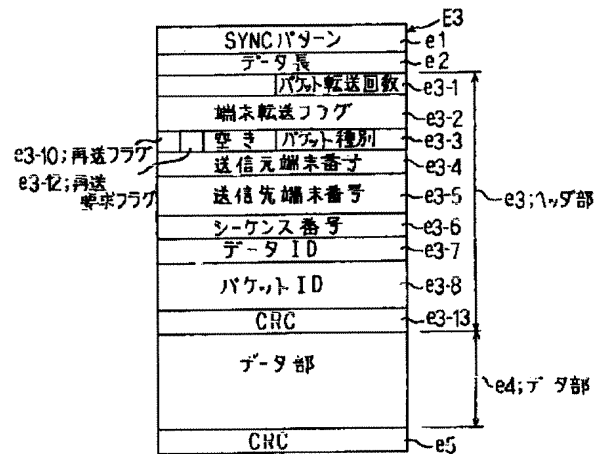 E3
SYNCパターン e1
データ長 e2
パケット転送回数 e3-1
端末転送フラグ e3-2
空き パケット種別 e3-3
e3-10;再送フラグ
e3-12;再送要求フラグ
送信元端末番号 e3-4
送信先端末番号 e3-5
シーケンス番号 e3-6
データID e3-7
パケットID e3-8
CRC e3-13
e3;ヘッダ部
データ部
e4;データ部
CRC e5